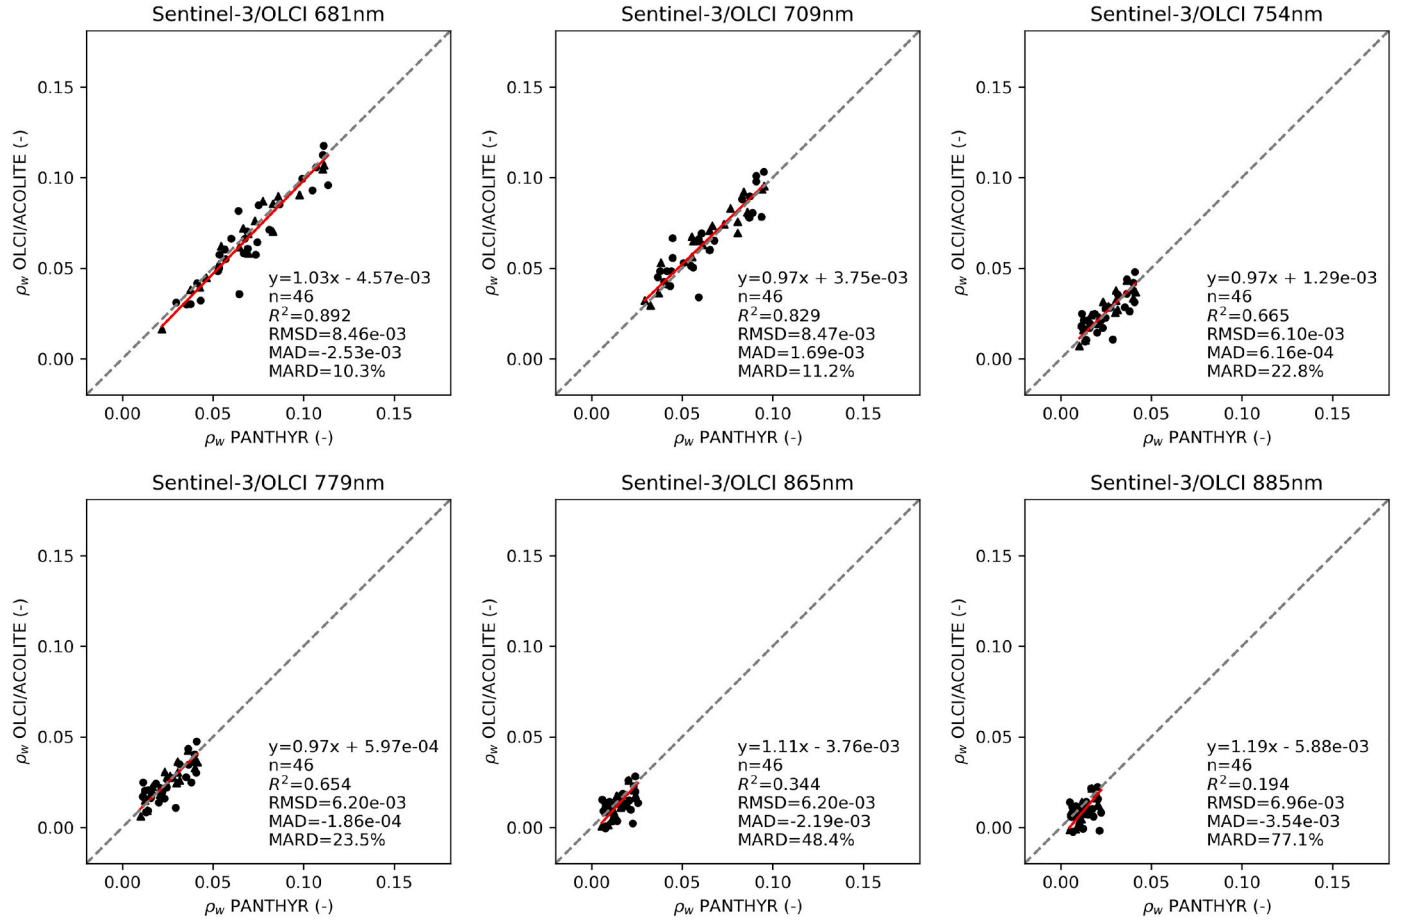 Sentinel-3/OLCI 681nm
ρw OLCI/ACOLITE (-)
0.15
0.10
0.05
0.00
y=1.03x - 4.57e-03
n=46
R²=0.892
RMSD=8.46e-03
MAD=-2.53e-03
MARD=10.3%
0.00 0.05 0.10 0.15
ρw PANTHYR (-)
Sentinel-3/OLCI 709nm
ρw OLCI/ACOLITE (-)
0.15
0.10
0.05
0.00
y=0.97x + 3.75e-03
n=46
R²=0.829
RMSD=8.47e-03
MAD=1.69e-03
MARD=11.2%
0.00 0.05 0.10 0.15
ρw PANTHYR (-)
Sentinel-3/OLCI 754nm
ρw OLCI/ACOLITE (-)
0.15
0.10
0.05
0.00
y=0.97x + 1.29e-03
n=46
R²=0.665
RMSD=6.10e-03
MAD=6.16e-04
MARD=22.8%
0.00 0.05 0.10 0.15
ρw PANTHYR (-)
Sentinel-3/OLCI 779nm
ρw OLCI/ACOLITE (-)
0.15
0.10
0.05
0.00
y=0.97x + 5.97e-04
n=46
R²=0.654
RMSD=6.20e-03
MAD=-1.86e-04
MARD=23.5%
0.00 0.05 0.10 0.15
ρw PANTHYR (-)
Sentinel-3/OLCI 865nm
ρw OLCI/ACOLITE (-)
0.15
0.10
0.05
0.00
y=1.11x - 3.76e-03
n=46
R²=0.344
RMSD=6.20e-03
MAD=-2.19e-03
MARD=48.4%
0.00 0.05 0.10 0.15
ρw PANTHYR (-)
Sentinel-3/OLCI 885nm
ρw OLCI/ACOLITE (-)
0.15
0.10
0.05
0.00
y=1.19x - 5.88e-03
n=46
R²=0.194
RMSD=6.96e-03
MAD=-3.54e-03
MARD=77.1%
0.00 0.05 0.10 0.15
ρw PANTHYR (-)